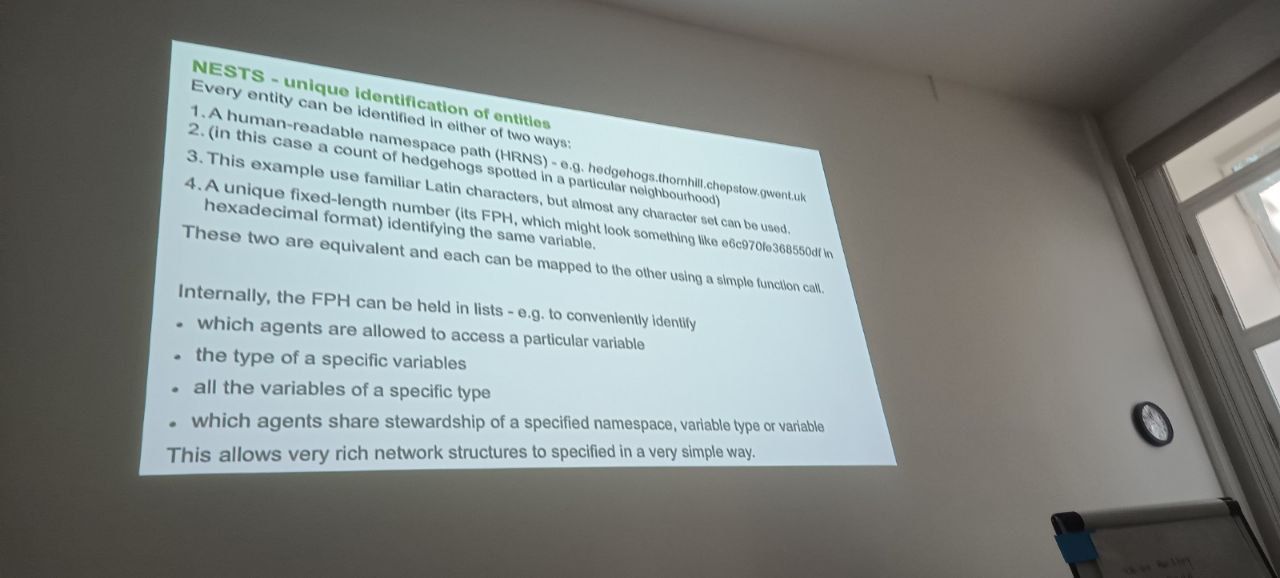 NESTS - unique identification of entities
Every entity can be identified in either of two ways:
1. A human-readable namespace path (HRNS) - e.g. hedgehogs.thornhill.chepstow.gwent.uk
2. (in this case a count of hedgehogs spotted in a particular neighbourhood)
3. This example use familiar Latin characters, but almost any character set can be used.
4. A unique fixed-length number (its FPH, which might look something like e6c970fe368550df in
hexadecimal format) identifying the same variable.
These two are equivalent and each can be mapped to the other using a simple function call.
Internally, the FPH can be held in lists - e.g. to conveniently identify
• which agents are allowed to access a particular variable
• the type of a specific variables
• all the variables of a specific type
• which agents share stewardship of a specified namespace, variable type or variable
This allows very rich network structures to specified in a very simple way.